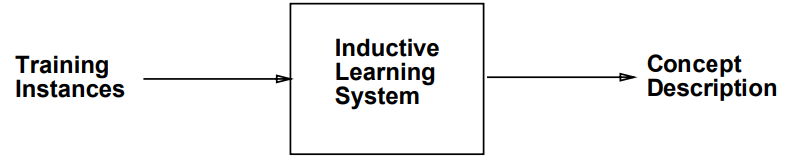 Training
Instances
Inductive
Learning
System
Concept
Description